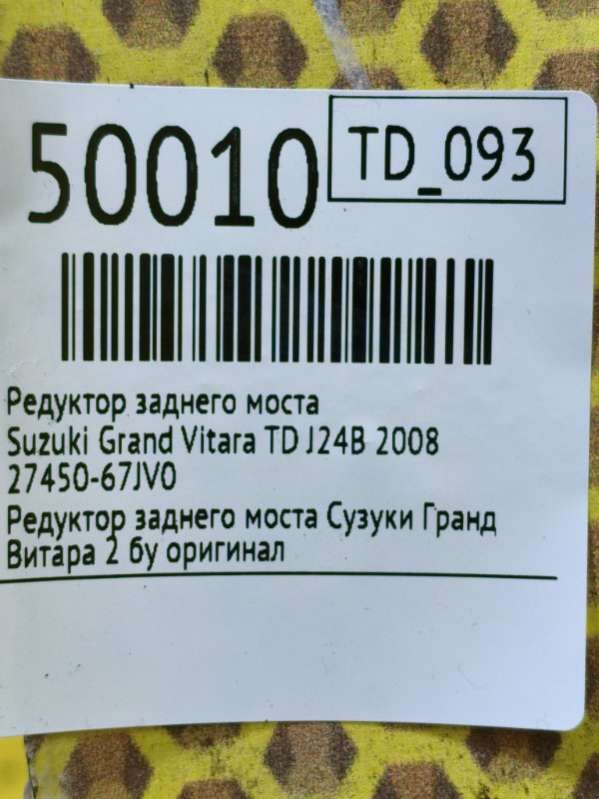 50010
TD_093
Редуктор заднего моста
Suzuki Grand Vitara TD J24B 2008
27450-67JV0
Редуктор заднего моста Сузуки Гранд
Витара 2 бу оригинал